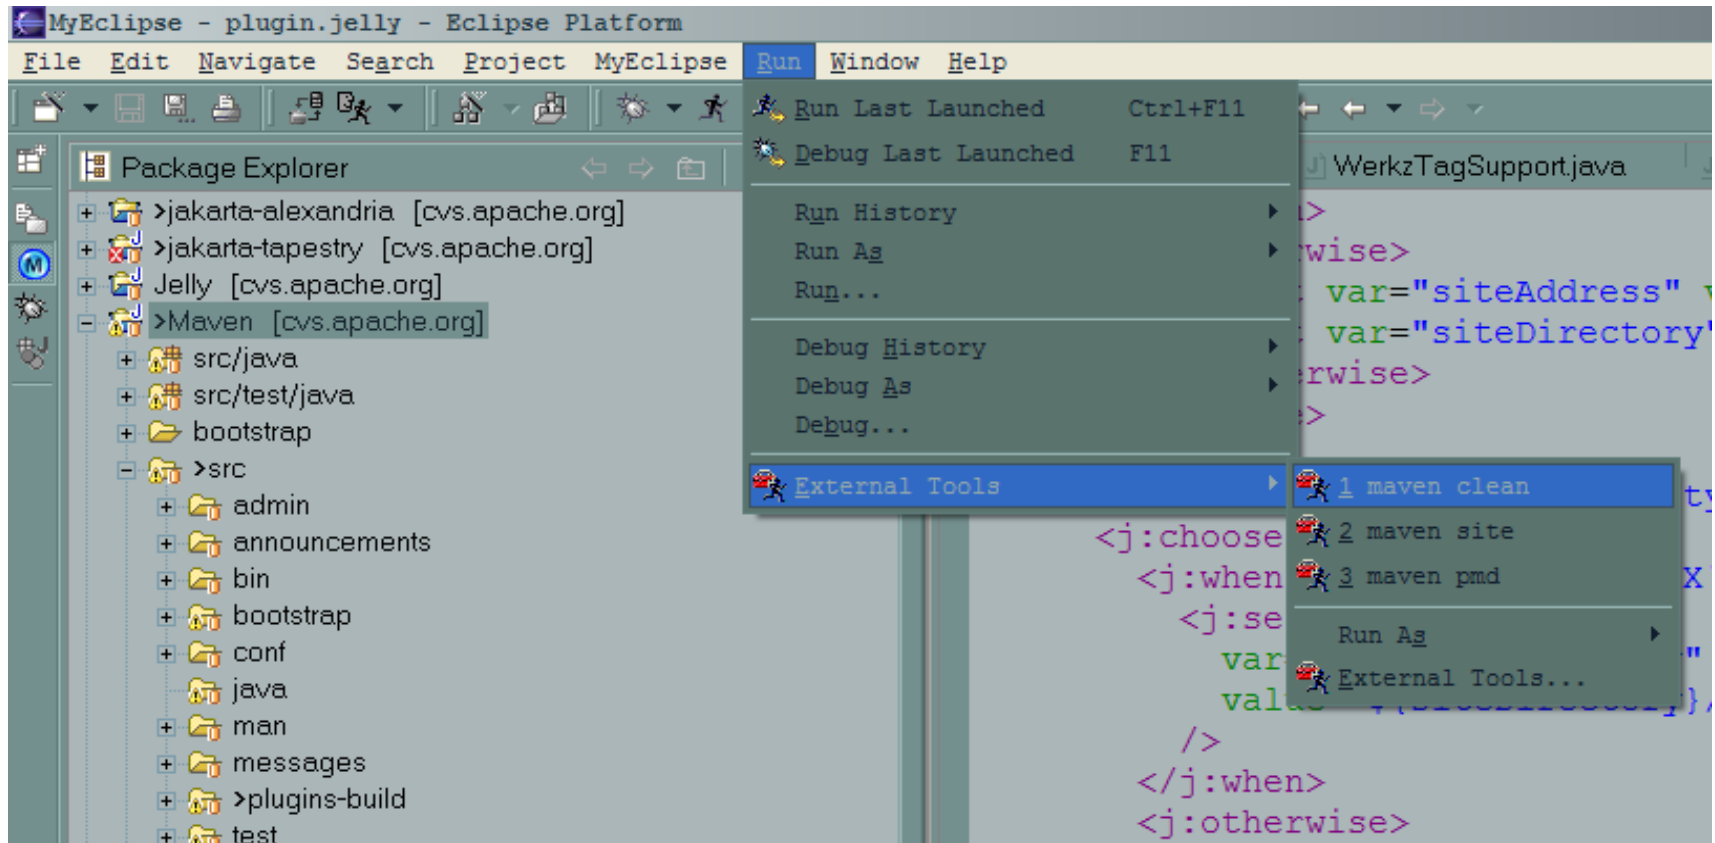 MyEclipse - plugin.jelly - Eclipse Platform
File Edit Navigate Search Project MyEclipse Run Window Help
Package Explorer
>jakarta-alexandria [cvs.apache.org]
>jakarta-tapestry [cvs.apache.org]
Jelly [cvs.apache.org]
>Maven [cvs.apache.org]
src/java
src/test/java
bootstrap
>src
admin
announcements
bin
bootstrap
conf
java
man
messages
>plugins-build
test
Run Last Launched Ctrl+F11
Debug Last Launched F11
Run History
Run As
Run...
Debug History
Debug As
Debug...
External Tools
1 maven clean
2 maven site
3 maven pmd
Run As
External Tools...
WerkzTagSupport.java
var="siteAddress"
var="siteDirectory"
<j:choose
<j:when
<j:se
var
/>
</j:when>
<j:otherwise>